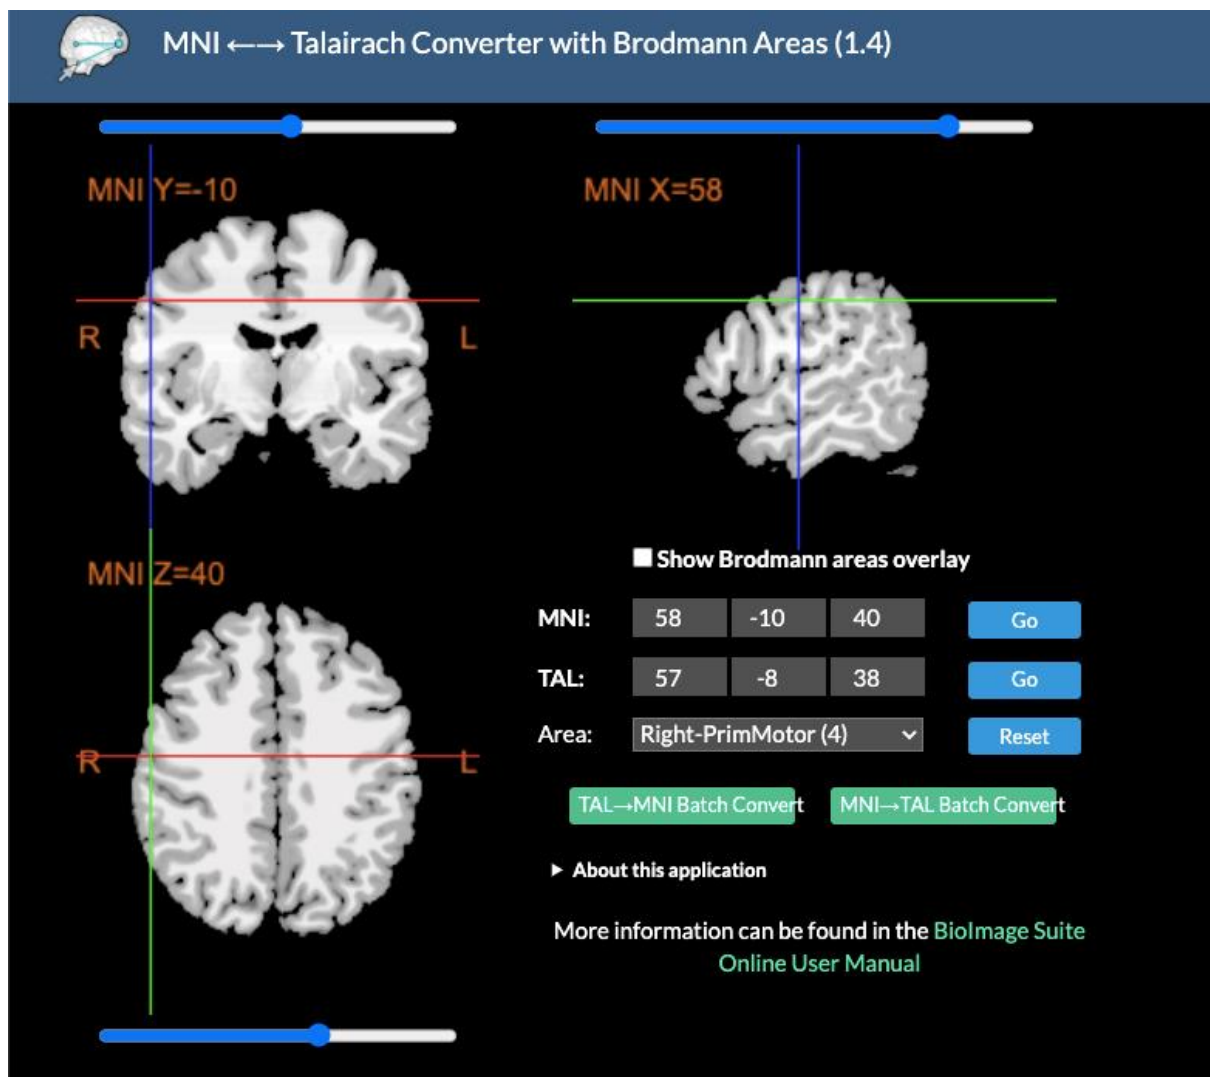 MNI ←→ Talairach Converter with Brodmann Areas (1.4)
MNI Y=-10
MNI X=58
R
L
MNI Z=40
R
L
Show Brodmann areas overlay
MNI: 58 -10 40 Go
TAL: 57 -8 38 Go
Area: Right-PrimMotor (4) Reset
TAL→MNI Batch Convert MNI→TAL Batch Convert
▶ About this application
More information can be found in the BioImage Suite
Online User Manual